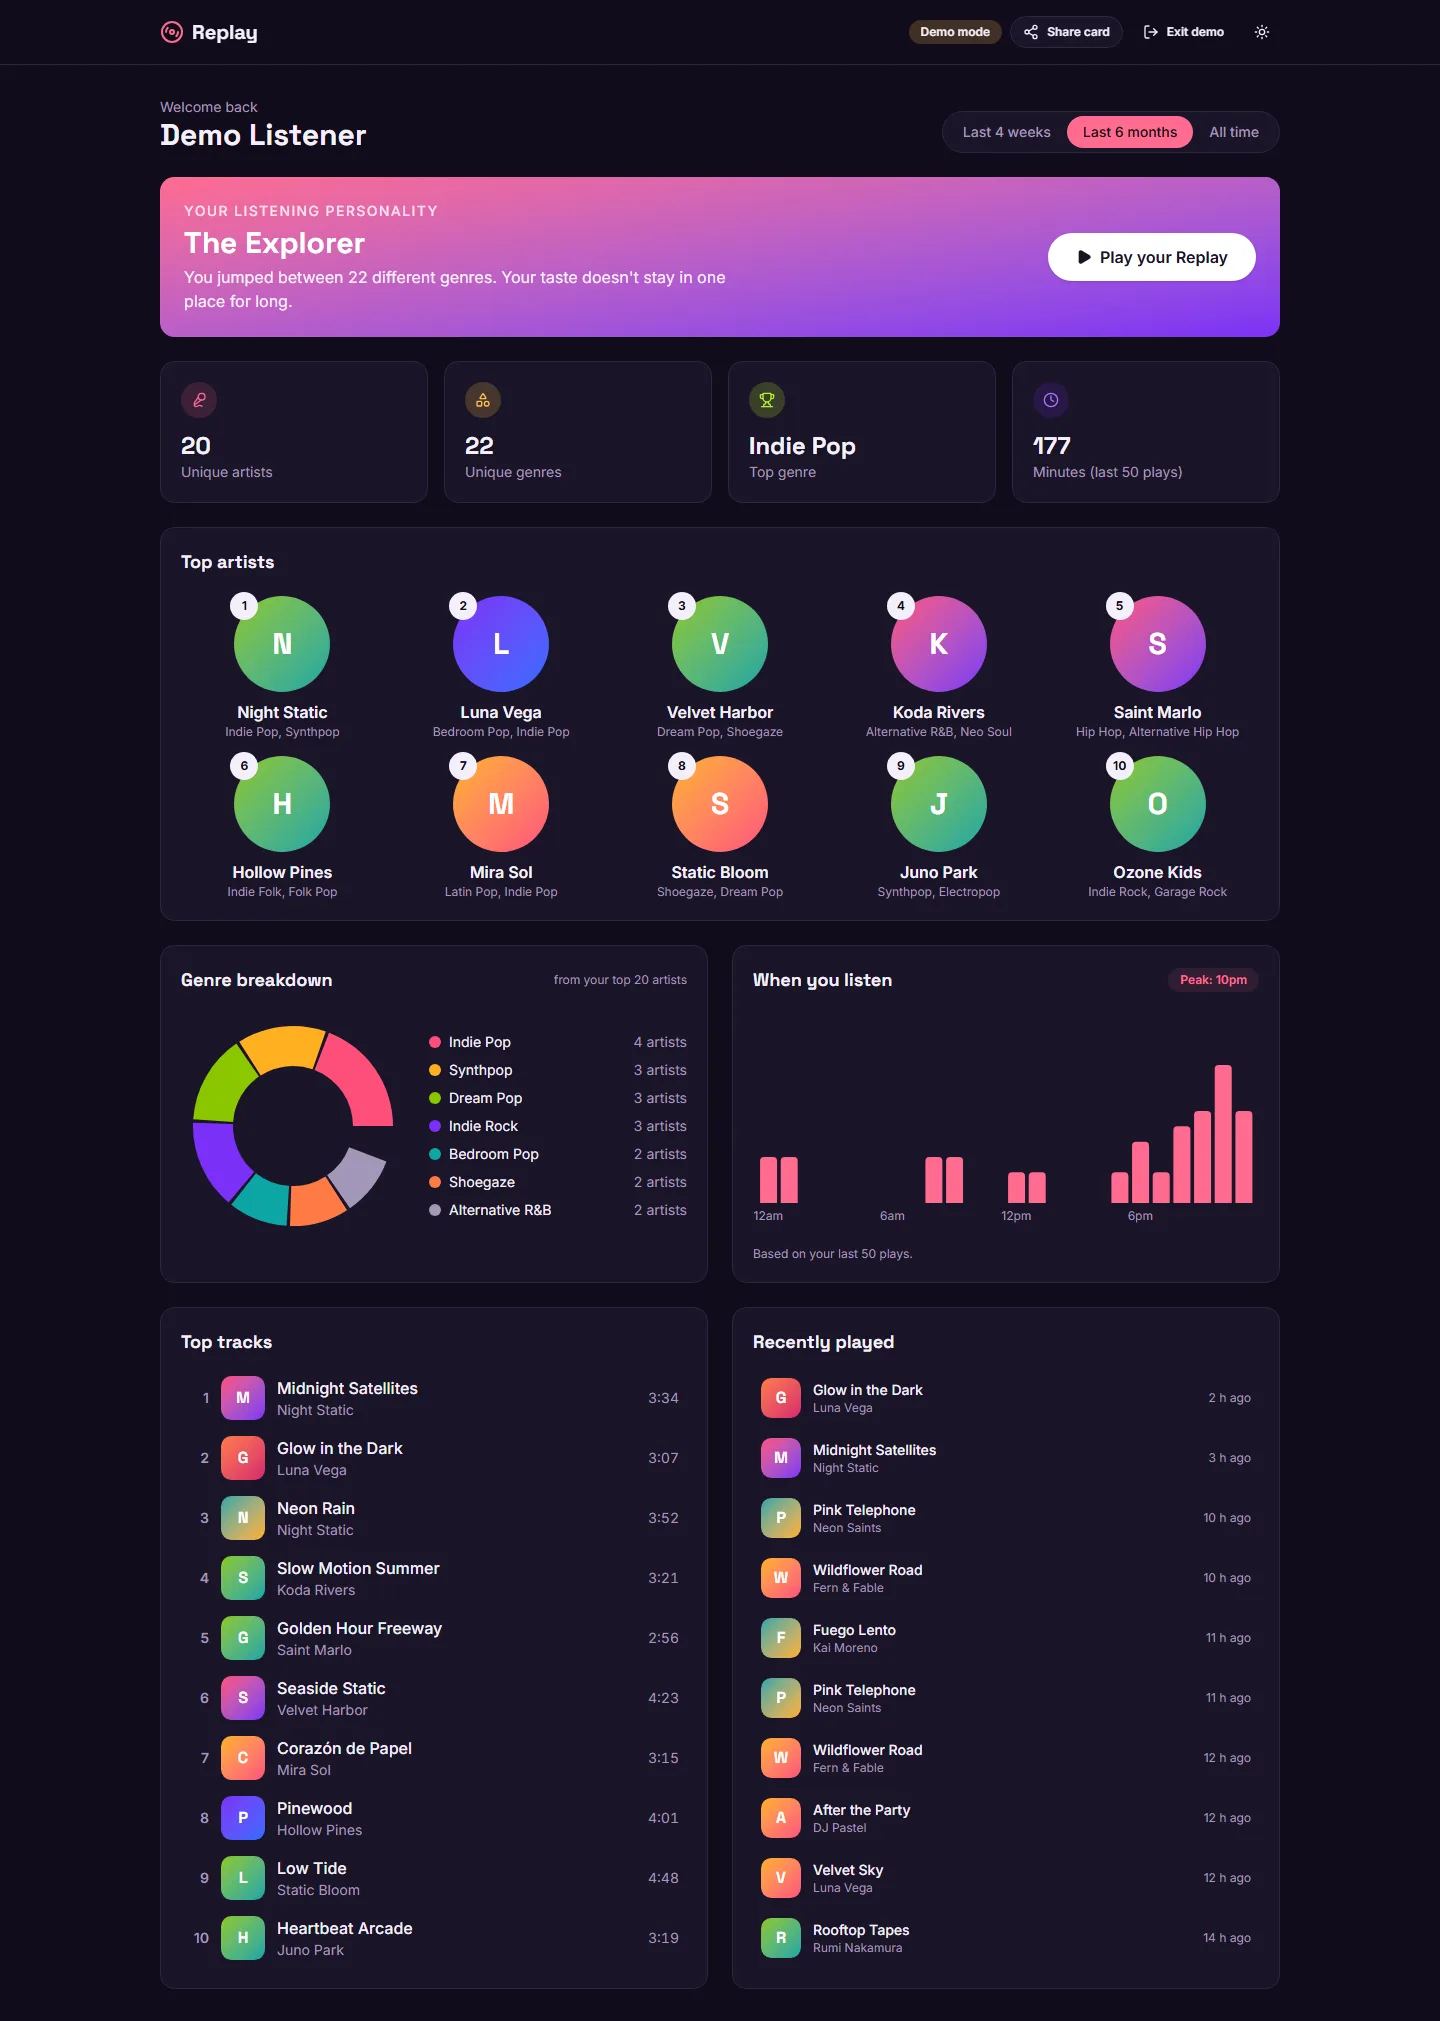 Replay
Demo mode
Share card
Exit demo
Welcome back
Demo Listener
Last 4 weeks
Last 6 months
All time
YOUR LISTENING PERSONALITY
The Explorer
You jumped between 22 different genres. Your taste doesn't stay in one
place for long.
Play your Replay
20
Unique artists
22
Unique genres
Indie Pop
Top genre
177
Minutes (last 50 plays)
Top artists
1
N
Night Static
Indie Pop, Synthpop
2
L
Luna Vega
Bedroom Pop, Indie Pop
3
V
Velvet Harbor
Dream Pop, Shoegaze
4
K
Koda Rivers
Alternative R&B, Neo Soul
5
S
Saint Marlo
Hip Hop, Alternative Hip Hop
6
H
Hollow Pines
Indie Folk, Folk Pop
7
M
Mira Sol
Latin Pop, Indie Pop
8
S
Static Bloom
Shoegaze, Dream Pop
9
J
Juno Park
Synthpop, Electropop
10
O
Ozone Kids
Indie Rock, Garage Rock
Genre breakdown
from your top 20 artists
Indie Pop 4 artists
Synthpop 3 artists
Dream Pop 3 artists
Indie Rock 3 artists
Bedroom Pop 2 artists
Shoegaze 2 artists
Alternative R&B 2 artists
When you listen
Peak: 10pm
12am 6am 12pm 6pm
Based on your last 50 plays.
Top tracks
1 M Midnight Satellites 3:34
Night Static
2 G Glow in the Dark 3:07
Luna Vega
3 N Neon Rain 3:52
Night Static
4 S Slow Motion Summer 3:21
Koda Rivers
5 G Golden Hour Freeway 2:56
Saint Marlo
6 S Seaside Static 4:23
Velvet Harbor
7 C Corazón de Papel 3:15
Mira Sol
8 P Pinewood 4:01
Hollow Pines
9 L Low Tide 4:48
Static Bloom
10 H Heartbeat Arcade 3:19
Juno Park
Recently played
G Glow in the Dark 2 h ago
Luna Vega
M Midnight Satellites 3 h ago
Night Static
P Pink Telephone 10 h ago
Neon Saints
W Wildflower Road 10 h ago
Fern & Fable
F Fuego Lento 11 h ago
Kai Moreno
P Pink Telephone 11 h ago
Neon Saints
W Wildflower Road 12 h ago
Fern & Fable
A After the Party 12 h ago
DJ Pastel
V Velvet Sky 12 h ago
Luna Vega
R Rooftop Tapes 14 h ago
Rumi Nakamura